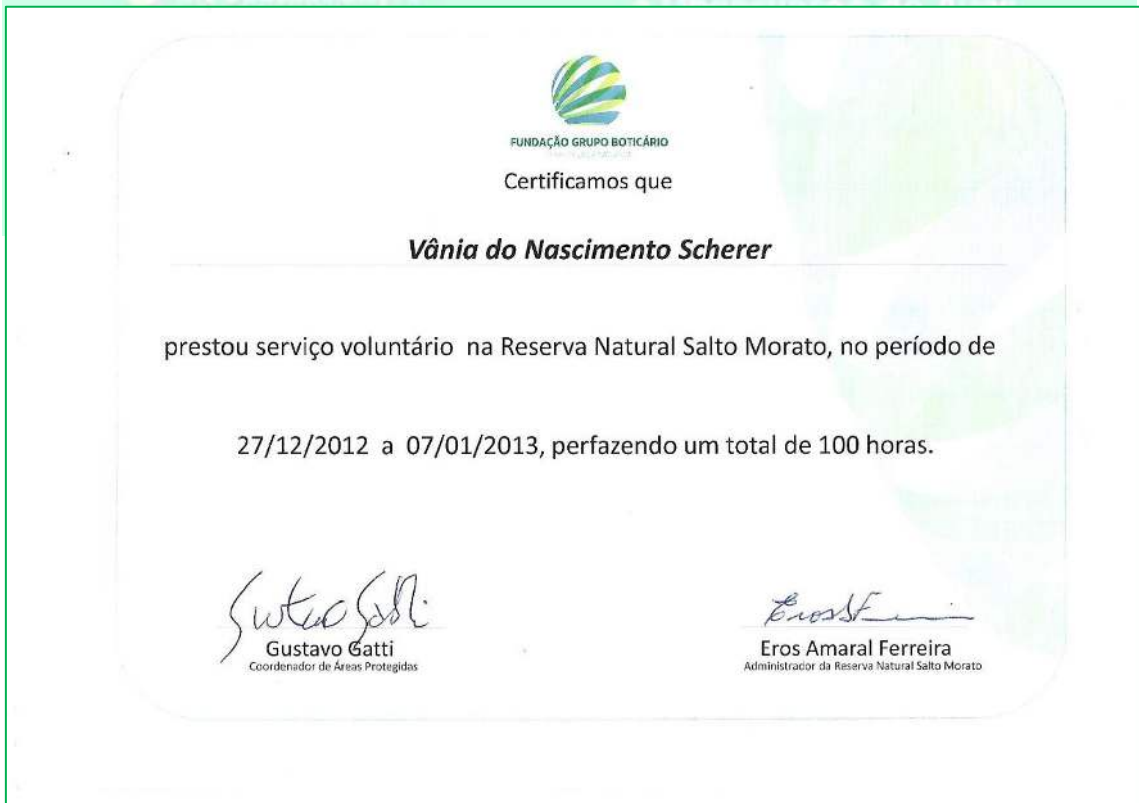 FUNDAÇÃO GRUPO BOTICÁRIO
Certificamos que
Vânia do Nascimento Scherer
prestou serviço voluntário na Reserva Natural Salto Morato, no período de
27/12/2012 a 07/01/2013, perfazendo um total de 100 horas.
Gustavo Gatti
Coordenador de Áreas Protegidas
Eros Amaral Ferreira
Administrador da Reserva Natural Salto Morato